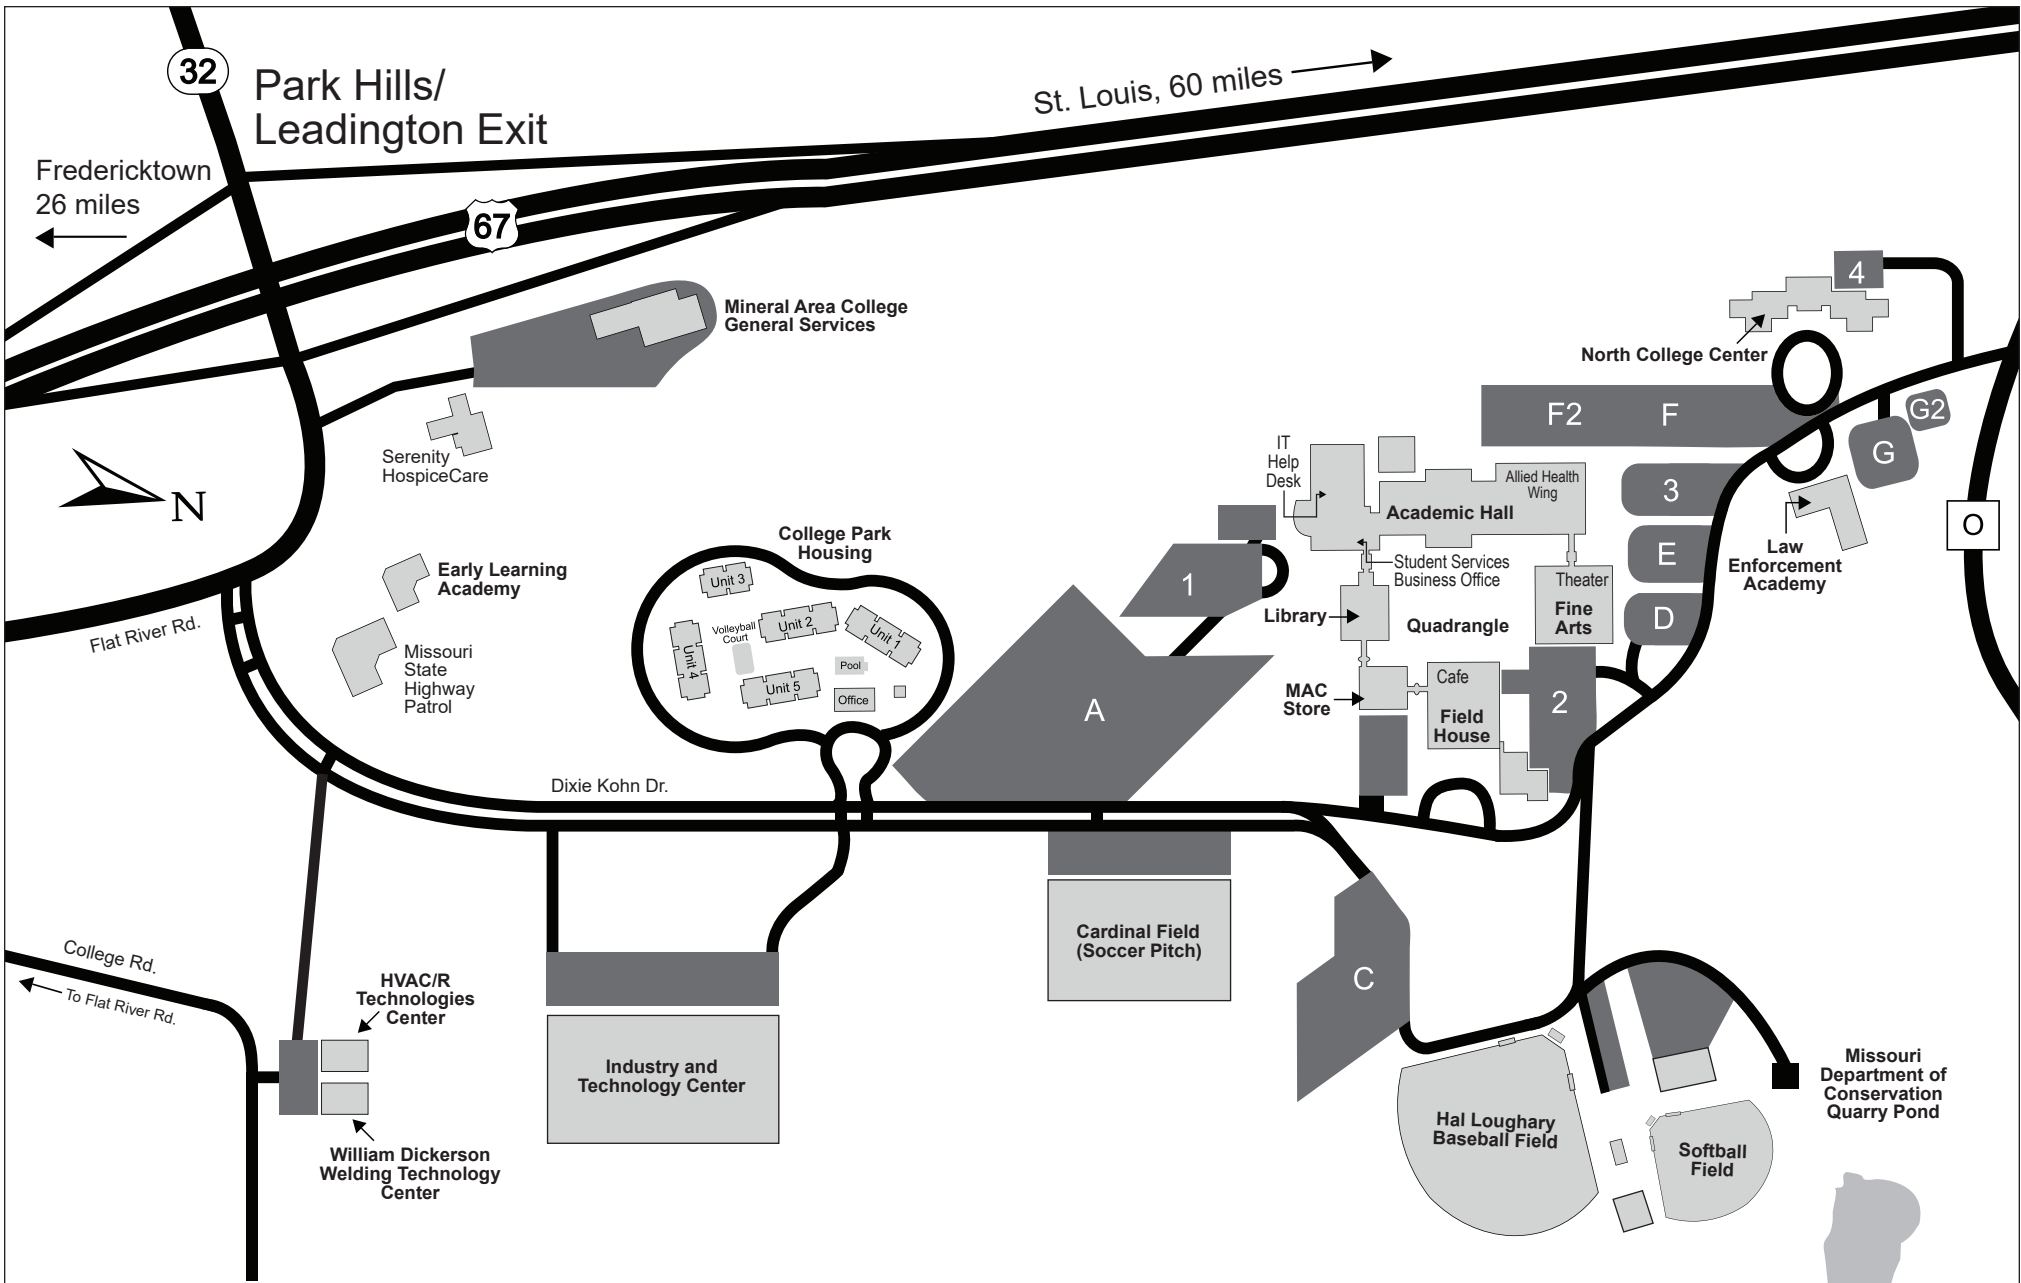 32
Park Hills/
Leadington Exit
St. Louis, 60 miles
Fredericktown
26 miles
67
Mineral Area College
General Services
4
North College Center
F2
F
G2
G
Serenity
HospiceCare
N
IT
Help
Desk
Allied Health
Wing
Academic Hall
3
O
College Park
Housing
Law
Enforcement
Academy
Early Learning
Academy
Unit 3
Student Services
Business Office
E
1
Theater
Fine
Arts
Library
Quadrangle
D
Flat River Rd.
Volleyball
Court
Unit 2
Unit 1
Unit 4
Pool
Unit 5
Office
Missouri
State
Highway
Patrol
A
MAC
Store
Cafe
Field
House
2
Dixie Kohn Dr.
Cardinal Field
(Soccer Pitch)
C
College Rd.
To Flat River Rd.
HVAC/R
Technologies
Center
Industry and
Technology Center
Missouri
Department of
Conservation
Quarry Pond
Hal Loughary
Baseball Field
Softball
Field
William Dickerson
Welding Technology
Center